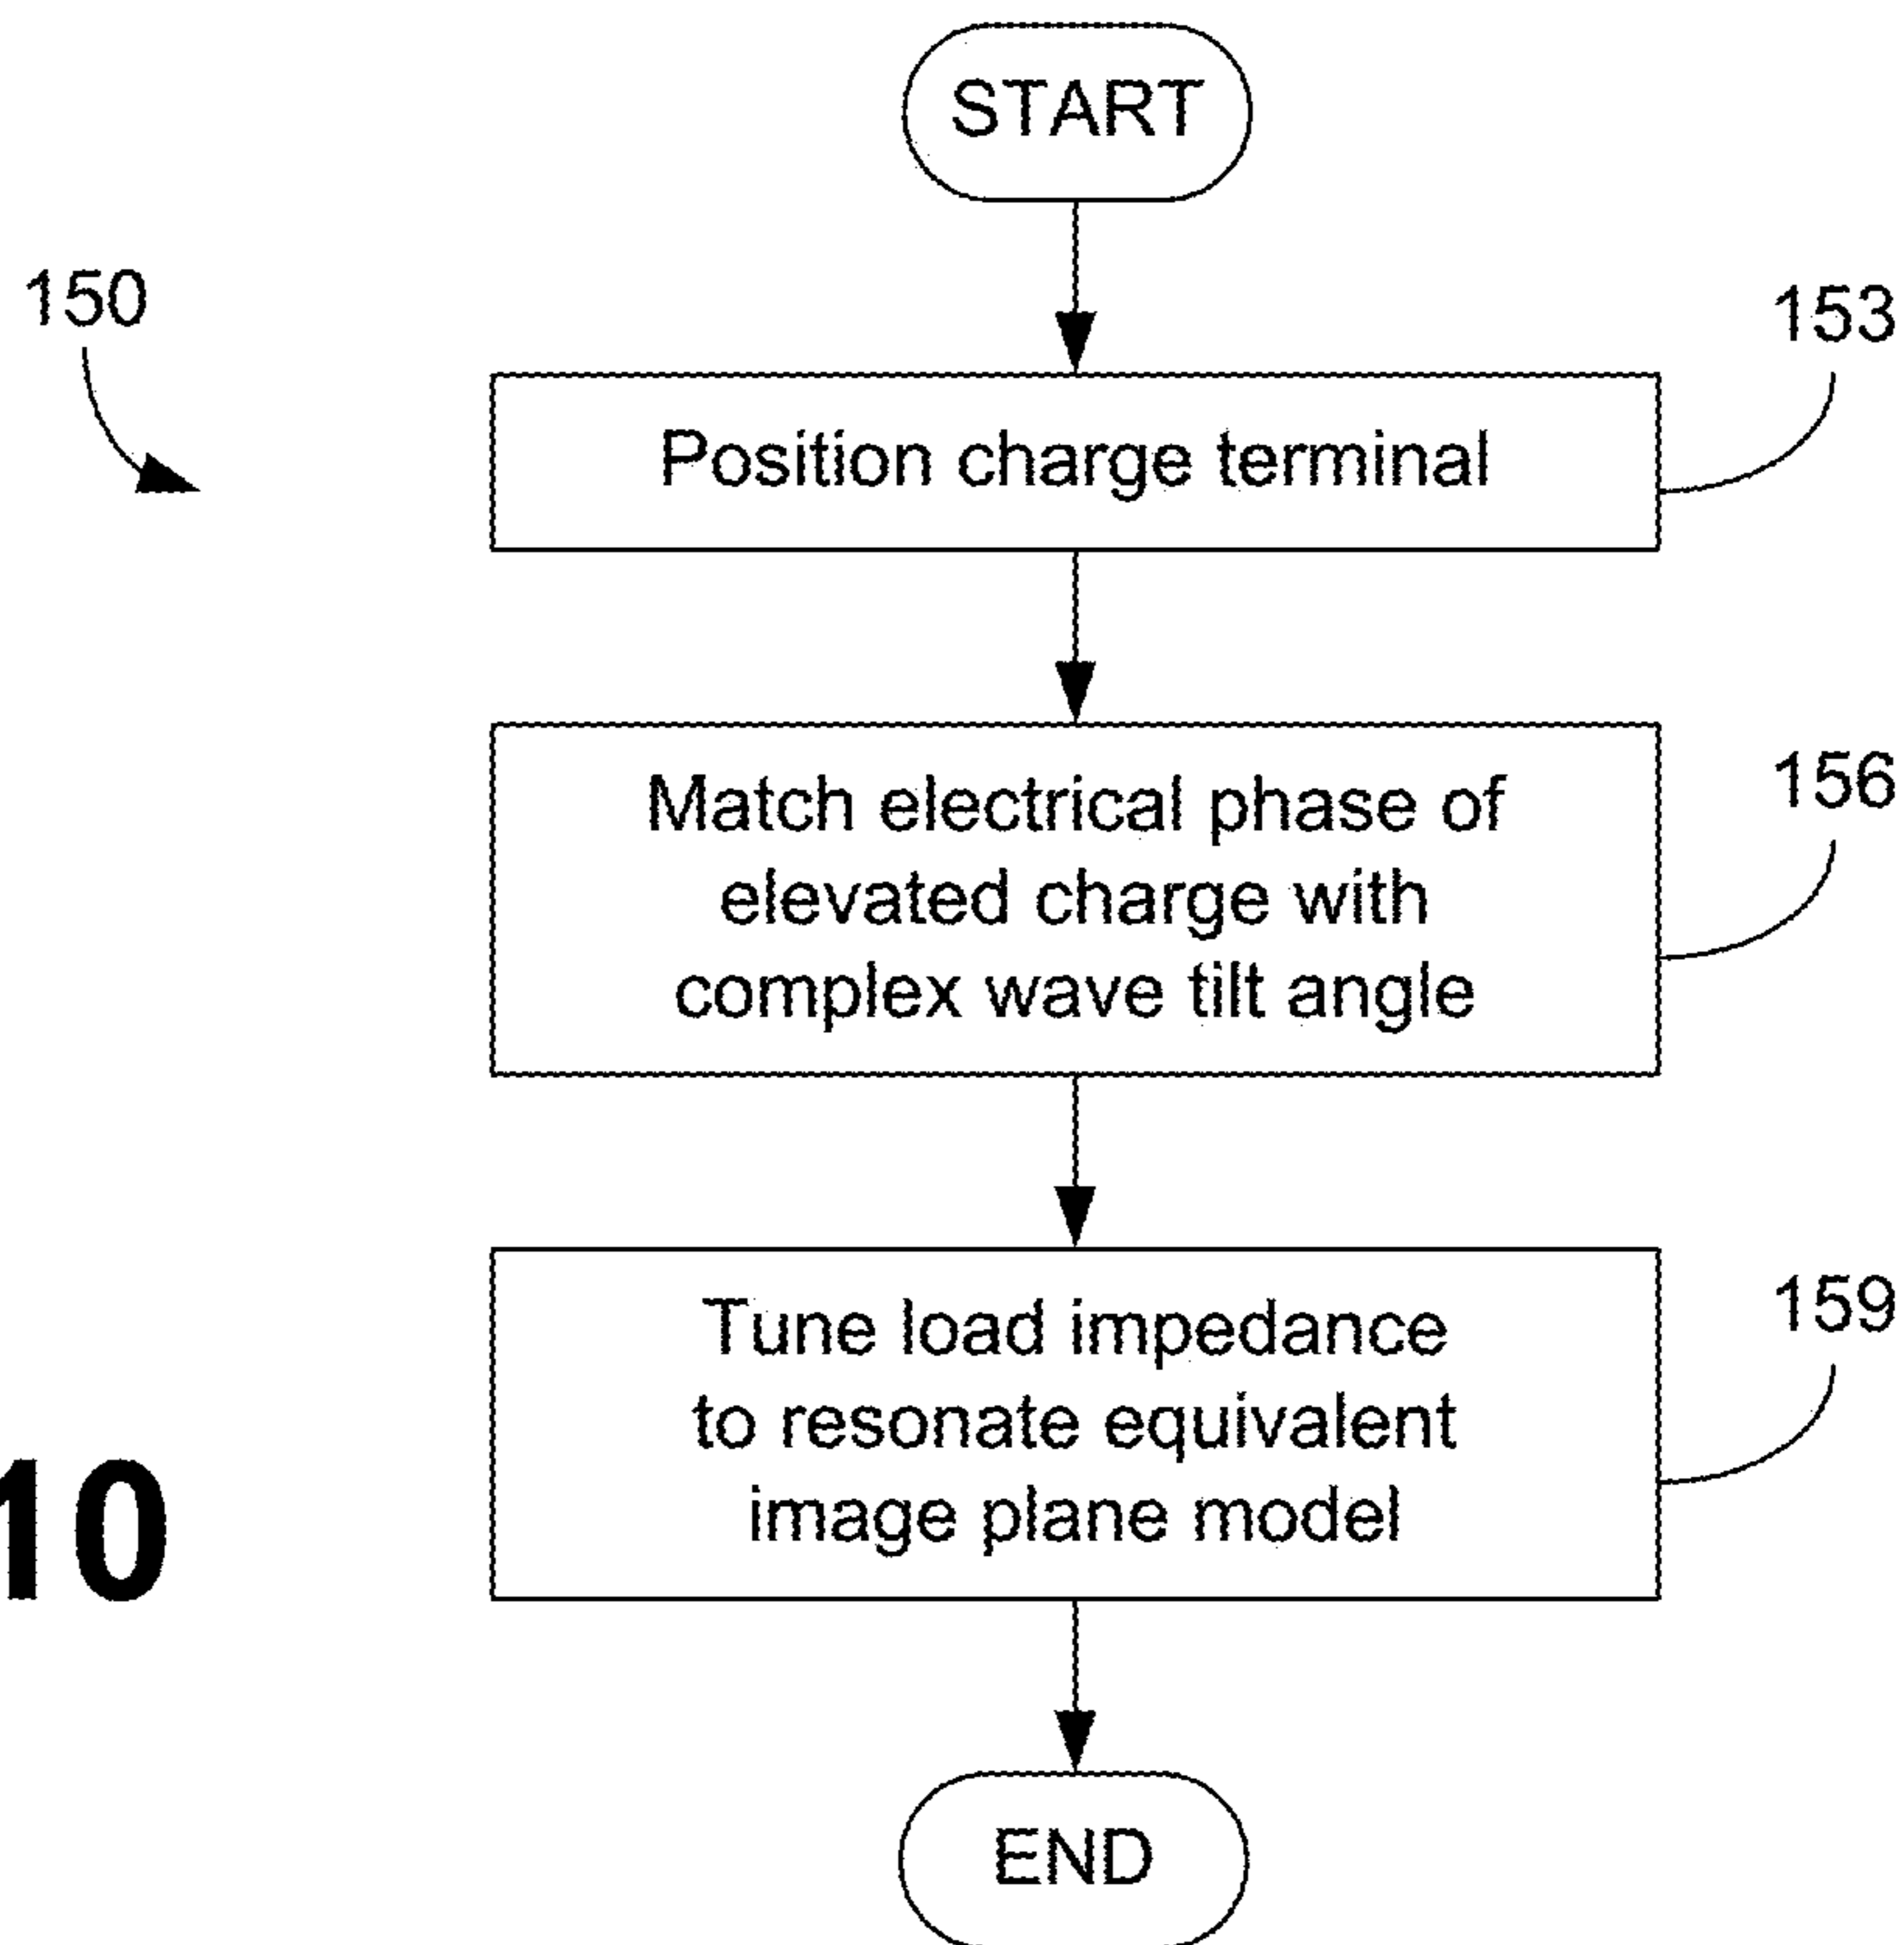 START
150
153
Position charge terminal
156
Match electrical phase of
elevated charge with
complex wave tilt angle
159
Tune load impedance
to resonate equivalent
image plane model
10
END